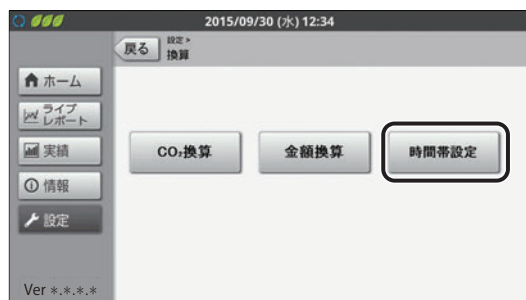 2015/09/30 (水) 12:34
戻る
設定 >
換算
ホーム
ライブ
レポート
実績
情報
設定
CO₂換算
金額換算
時間帯設定
Ver *.*.*.*